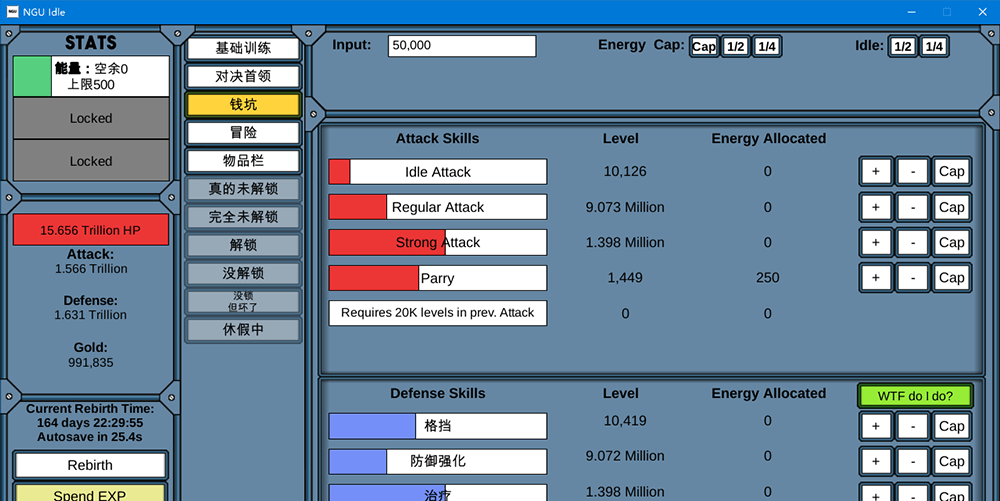 NGU Idle
STATS
能量：空余0
上限500
Locked
Locked
15.656 Trillion HP
Attack:
1.566 Trillion
Defense:
1.631 Trillion
Gold:
991,835
Current Rebirth Time:
164 days 22:29:55
Autosave in 25.4s
Rebirth
Spend EXP
基础训练
对决首领
钱坑
冒险
物品栏
真的未解锁
完全未解锁
解锁
没解锁
没锁
但坏了
休假中
Input: 50,000 Energy Cap: Cap 1/2 1/4 Idle: 1/2 1/4
Attack Skills Level Energy Allocated
Idle Attack 10,126 0 + - Cap
Regular Attack 9.073 Million 0 + - Cap
Strong Attack 1.398 Million 0 + - Cap
Parry 1,449 250 + - Cap
Requires 20K levels in prev. Attack 0 0
Defense Skills Level Energy Allocated WTF do I do?
格挡 10,419 0 + - Cap
防御强化 9.072 Million 0 + - Cap
治疗 1.398 Million 0 + - Cap